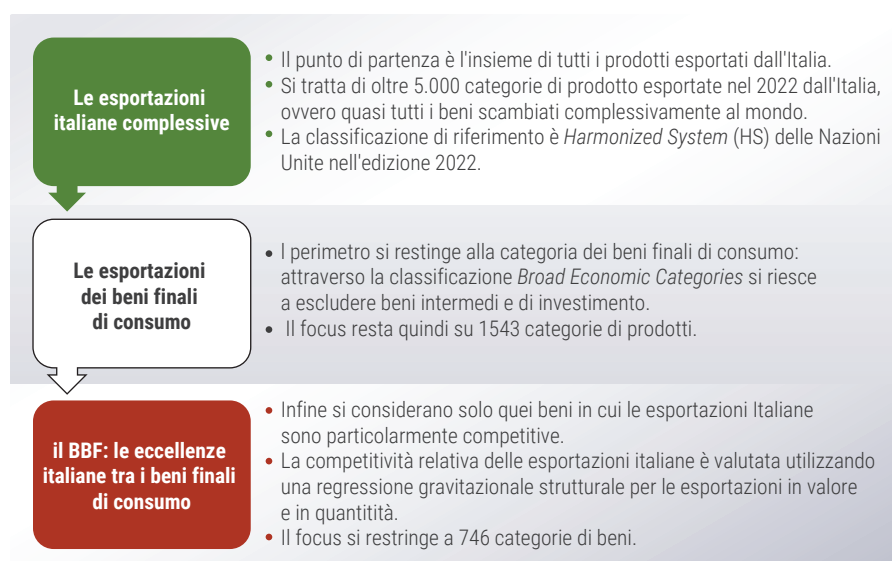 Le esportazioni
italiane complessive
• Il punto di partenza è l'insieme di tutti i prodotti esportati dall'Italia.
• Si tratta di oltre 5.000 categorie di prodotto esportate nel 2022 dall'Italia,
ovvero quasi tutti i beni scambiati complessivamente al mondo.
• La classificazione di riferimento è Harmonized System (HS) delle Nazioni
Unite nell'edizione 2022.
Le esportazioni
dei beni finali
di consumo
• l perimetro si restinge alla categoria dei beni finali di consumo:
attraverso la classificazione Broad Economic Categories si riesce
a escludere beni intermedi e di investimento.
• Il focus resta quindi su 1543 categorie di prodotti.
il BBF: le eccellenze
italiane tra i beni finali
di consumo
• Infine si considerano solo quei beni in cui le esportazioni Italiane
sono particolarmente competitive.
• La competitività relativa delle esportazioni italiane è valutata utilizzando
una regressione gravitazionale strutturale per le esportazioni in valore
e in quantitità.
• Il focus si restringe a 746 categorie di beni.